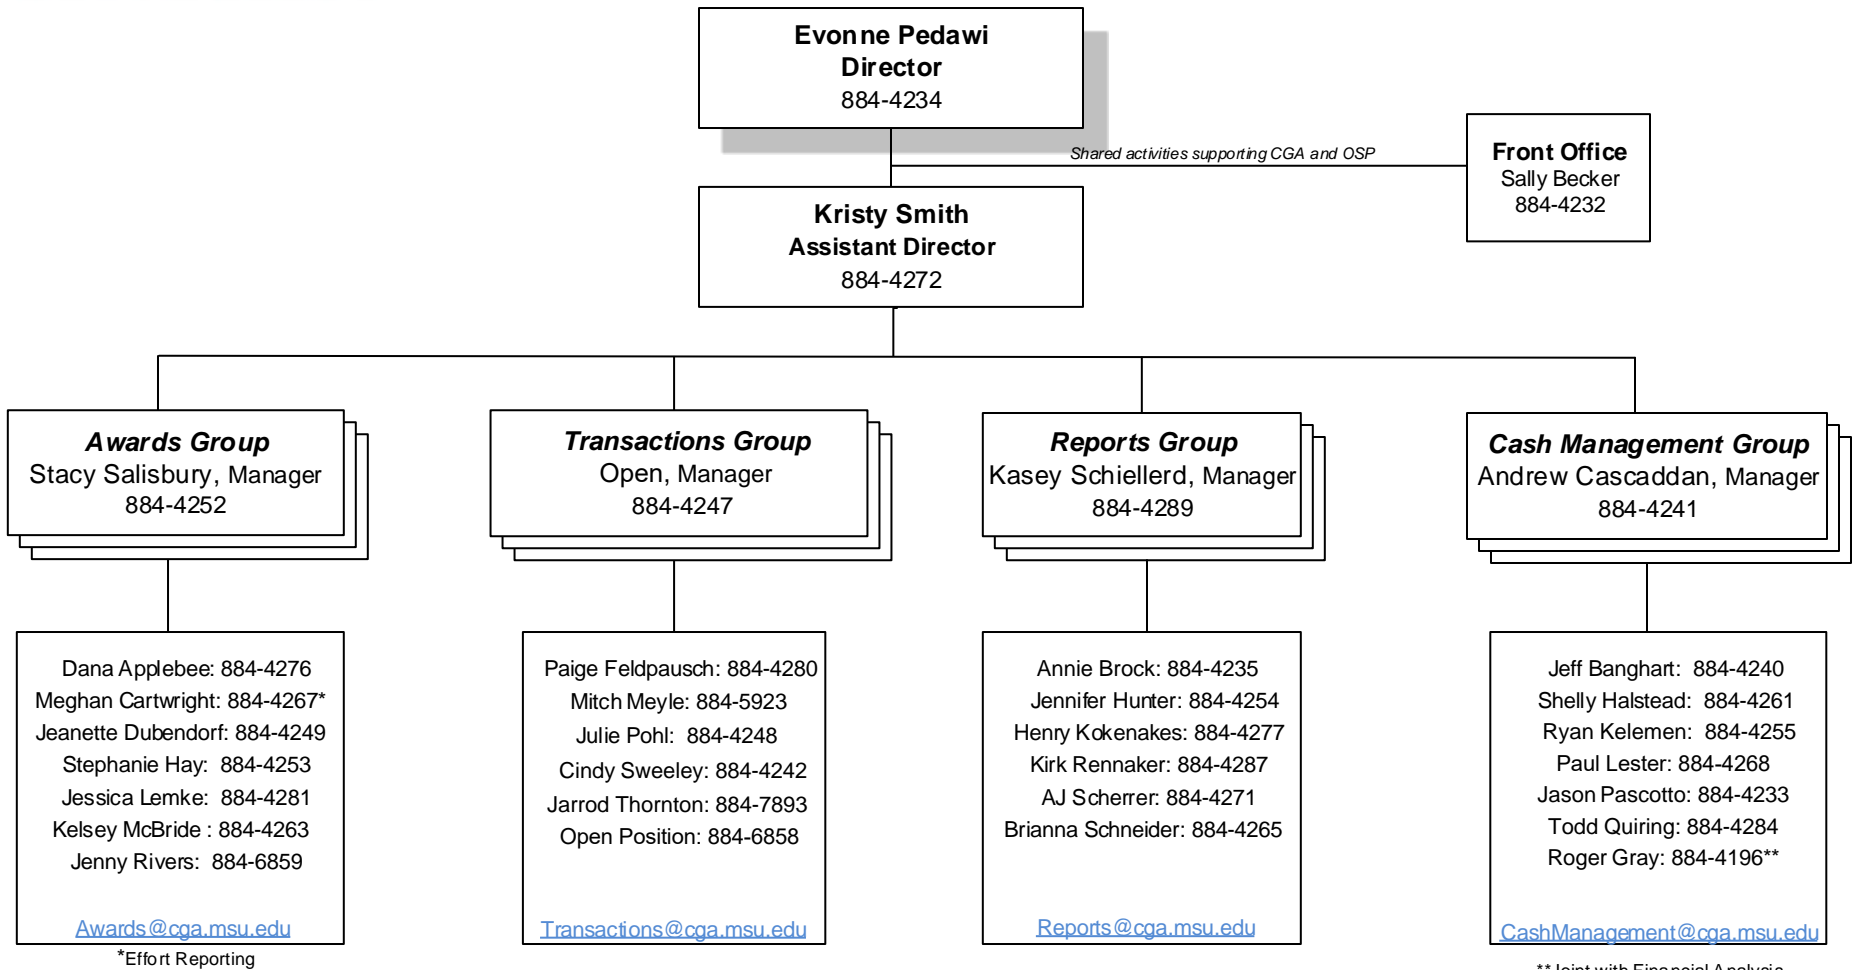 Evonne Pedawi
Director
884-4234
Shared activities supporting CGA and OSP
Front Office
Sally Becker
884-4232
Kristy Smith
Assistant Director
884-4272
Awards Group
Stacy Salisbury, Manager
884-4252
Transactions Group
Open, Manager
884-4247
Reports Group
Kasey Schiellerd, Manager
884-4289
Cash Management Group
Andrew Cascaddan, Manager
884-4241
Dana Applebee: 884-4276
Meghan Cartwright: 884-4267*
Jeanette Dubendorf: 884-4249
Stephanie Hay: 884-4253
Jessica Lemke: 884-4281
Kelsey McBride : 884-4263
Jenny Rivers: 884-6859
Awards@cga.msu.edu
*Effort Reporting
Paige Feldpausch: 884-4280
Mitch Meyle: 884-5923
Julie Pohl: 884-4248
Cindy Sweeley: 884-4242
Jarrod Thornton: 884-7893
Open Position: 884-6858
Transactions@cga.msu.edu
Annie Brock: 884-4235
Jennifer Hunter: 884-4254
Henry Kokenakes: 884-4277
Kirk Rennaker: 884-4287
AJ Scherrer: 884-4271
Brianna Schneider: 884-4265
Reports@cga.msu.edu
Jeff Banghart: 884-4240
Shelly Halstead: 884-4261
Ryan Kelemen: 884-4255
Paul Lester: 884-4268
Jason Pascotto: 884-4233
Todd Quiring: 884-4284
Roger Gray: 884-4196**
CashManagement@cga.msu.edu
**Joint with Financial Analysis